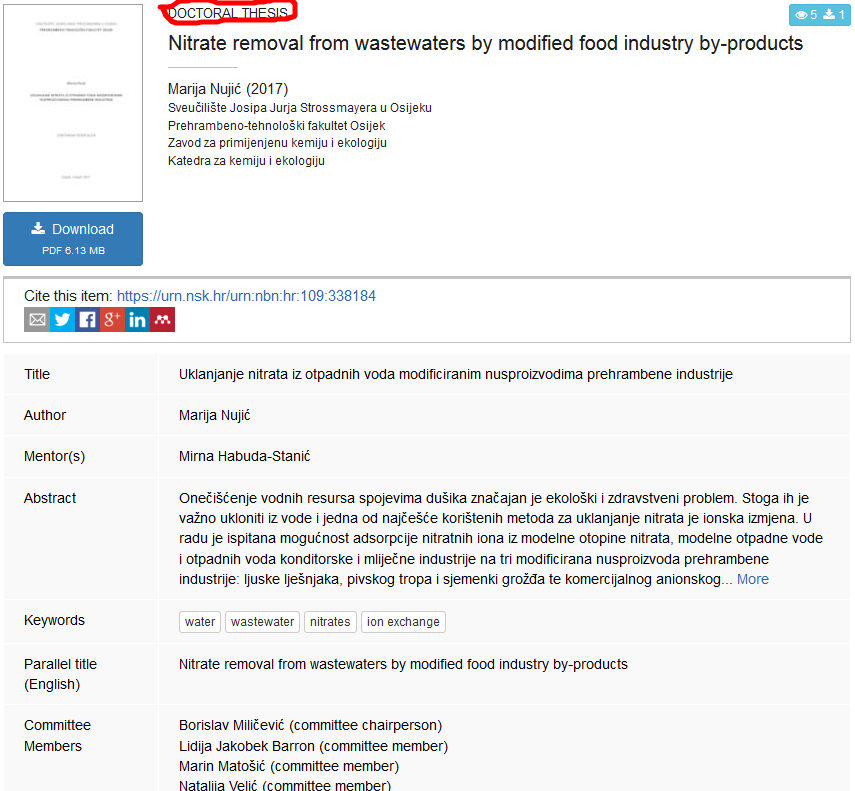 DOCTORAL THESIS
5 1
Nitrate removal from wastewaters by modified food industry by-products
Marija Nujić (2017)
Sveučilište Josipa Jurja Strossmayera u Osijeku
Prehrambeno-tehnološki fakultet Osijek
Zavod za primijenjenu kemiju i ekologiju
Katedra za kemiju i ekologiju
Download
PDF 6.13 MB
Cite this item: https://urn.nsk.hr/urn:nbn:hr:109:338184
Title
Uklanjanje nitrata iz otpadnih voda modificiranim nusproizvodima prehrambene industrije
Author
Marija Nujić
Mentor(s)
Mirna Habuda-Stanić
Abstract
Onečišćenje vodnih resursa spojevima dušika značajan je ekološki i zdravstveni problem. Stoga ih je
važno ukloniti iz vode i jedna od najčešće korištenih metoda za uklanjanje nitrata je ionska izmjena. U
radu je ispitana mogućnost adsorpcije nitratnih iona iz modelne otopine nitrata, modelne otpadne vode
i otpadnih voda konditorske i mliječne industrije na tri modificirana nusproizvoda prehrambene
industrije: ljuske lješnjaka, pivskog tropa i sjemenki grožđa te komercijalnog anionskog... More
Keywords
water wastewater nitrates ion exchange
Parallel title
(English)
Nitrate removal from wastewaters by modified food industry by-products
Committee
Members
Borislav Miličević (committee chairperson)
Lidija Jakobek Barron (committee member)
Marin Matošić (committee member)
Natalija Velić (committee member)